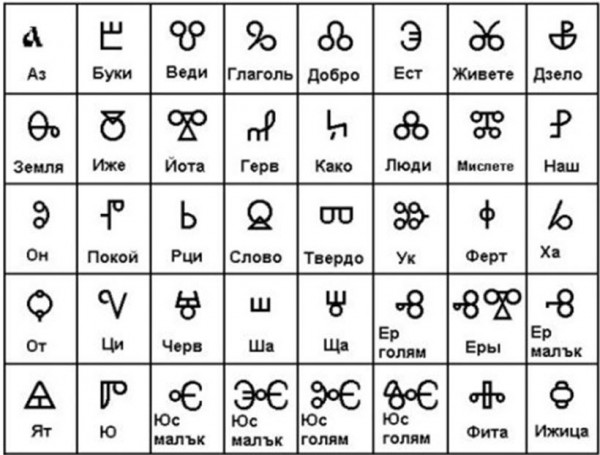 Ⰱ Ⰲ Ⰳ Ⰴ Ⰵ Ⰶ Ⰷ
Аз Буки Веди Глаголь Добро Ест Живете Дзело
Ⰸ Ⰻ Ⰹ Ⰼ Ⰽ Ⰾ Ⰿ Ⱀ
Земля Иже Йота Герв Како Люди Мислете Наш
Ⱁ Ⱂ Ⱃ Ⱄ Ⱅ Ⱆ Ⱇ Ⱈ
Он Покой Рци Слово Твердо Ук Ферт Ха
Ⱉ Ⱌ Ⱍ Ⱎ Ⱋ Ⱏ ⰟⰉ Ⱐ
От Ци Черв Ша Ща Ер голям Еры Ер малък
Ⱑ Ⱓ Ⱔ Ⱗ Ⱘ Ⱙ Ⱚ Ⱛ
Ят Ю Юс малък Юс малък Юс голям Юс голям Фита Ижица